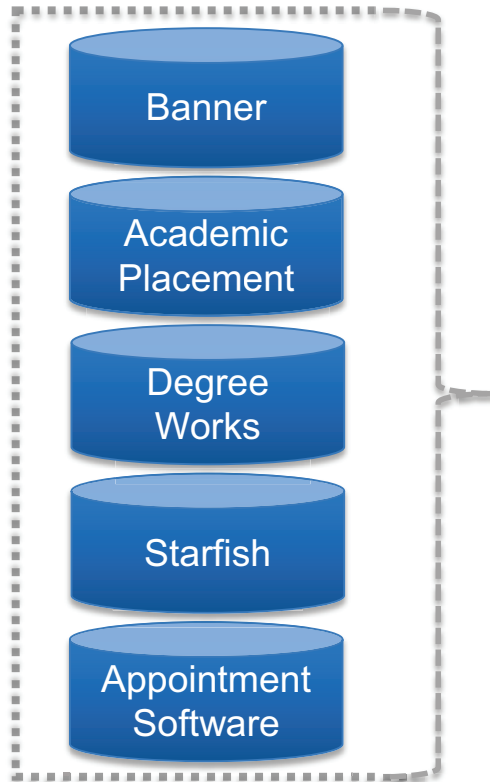 Banner
Academic
Placement
Degree
Works
Starfish
Appointment
Software